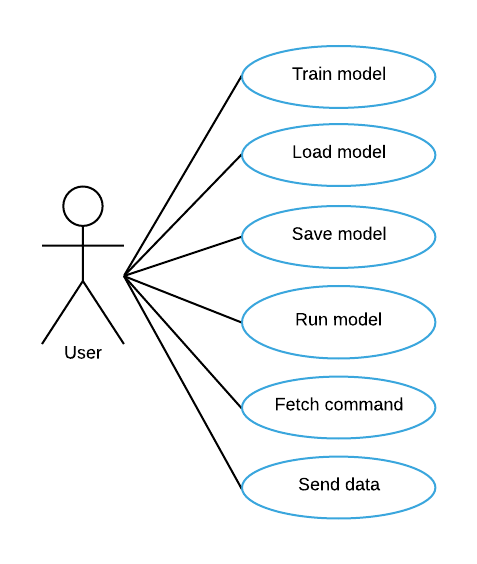 Train model
Load model
Save model
Run model
User
Fetch command
Send data